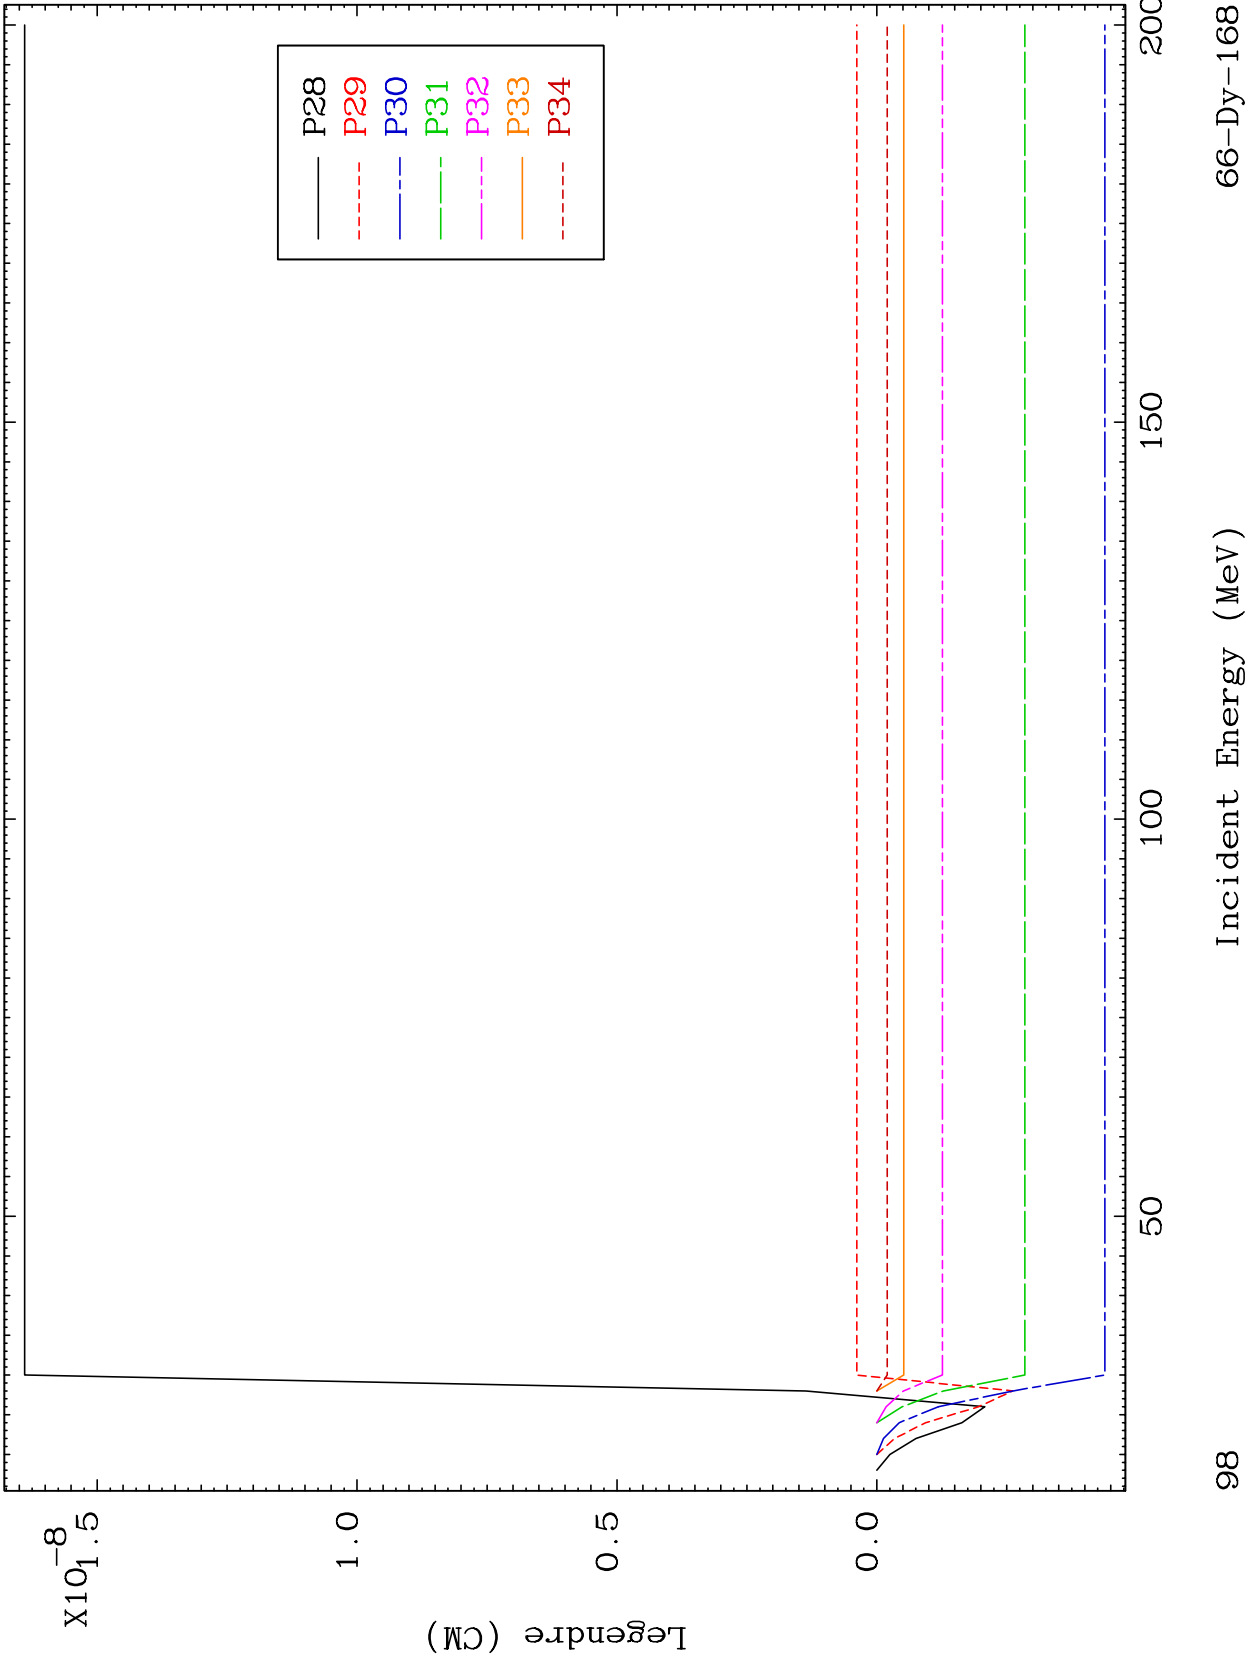 X10-8
1.5
1.0
0.5
0.0
Legendre (CM)
P28
P29
P30
P31
P32
P33
P34
50
100
150
200
Incident Energy (MeV)
98
66-Dy-168